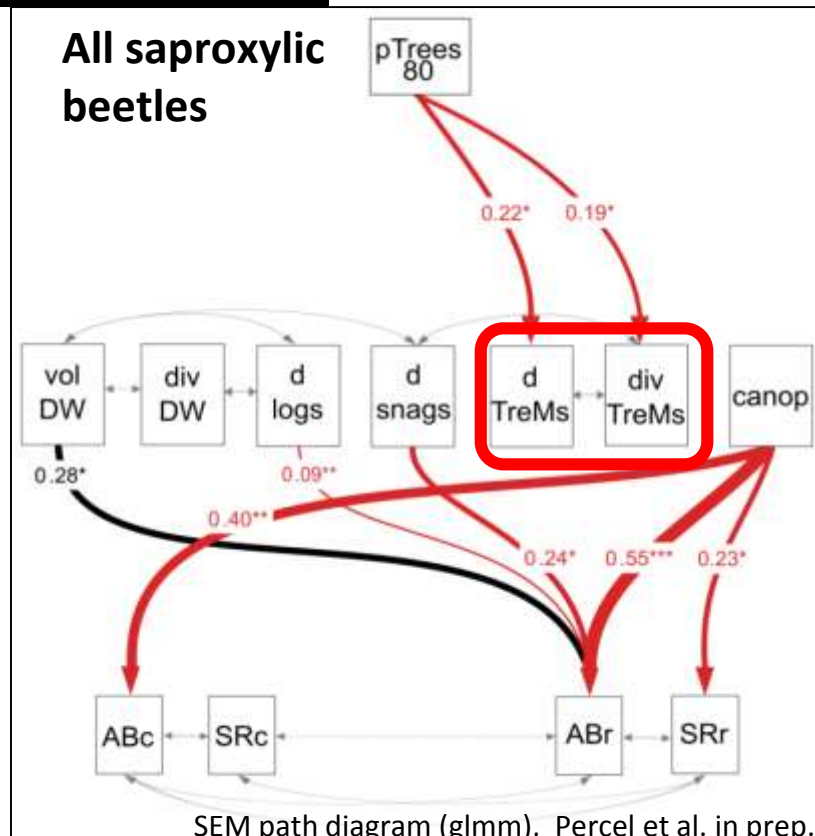 All saproxylic
beetles
pTrees
80
0.22*
0.19*
vol
DW
div
DW
d
logs
d
snags
d
TreMs
div
TreMs
canop
0.28*
0.09**
0.40**
0.24*
0.55***
0.23*
ABc
SRc
ABr
SRr
SEM path diagram (glmm). Percel et al. in prep.